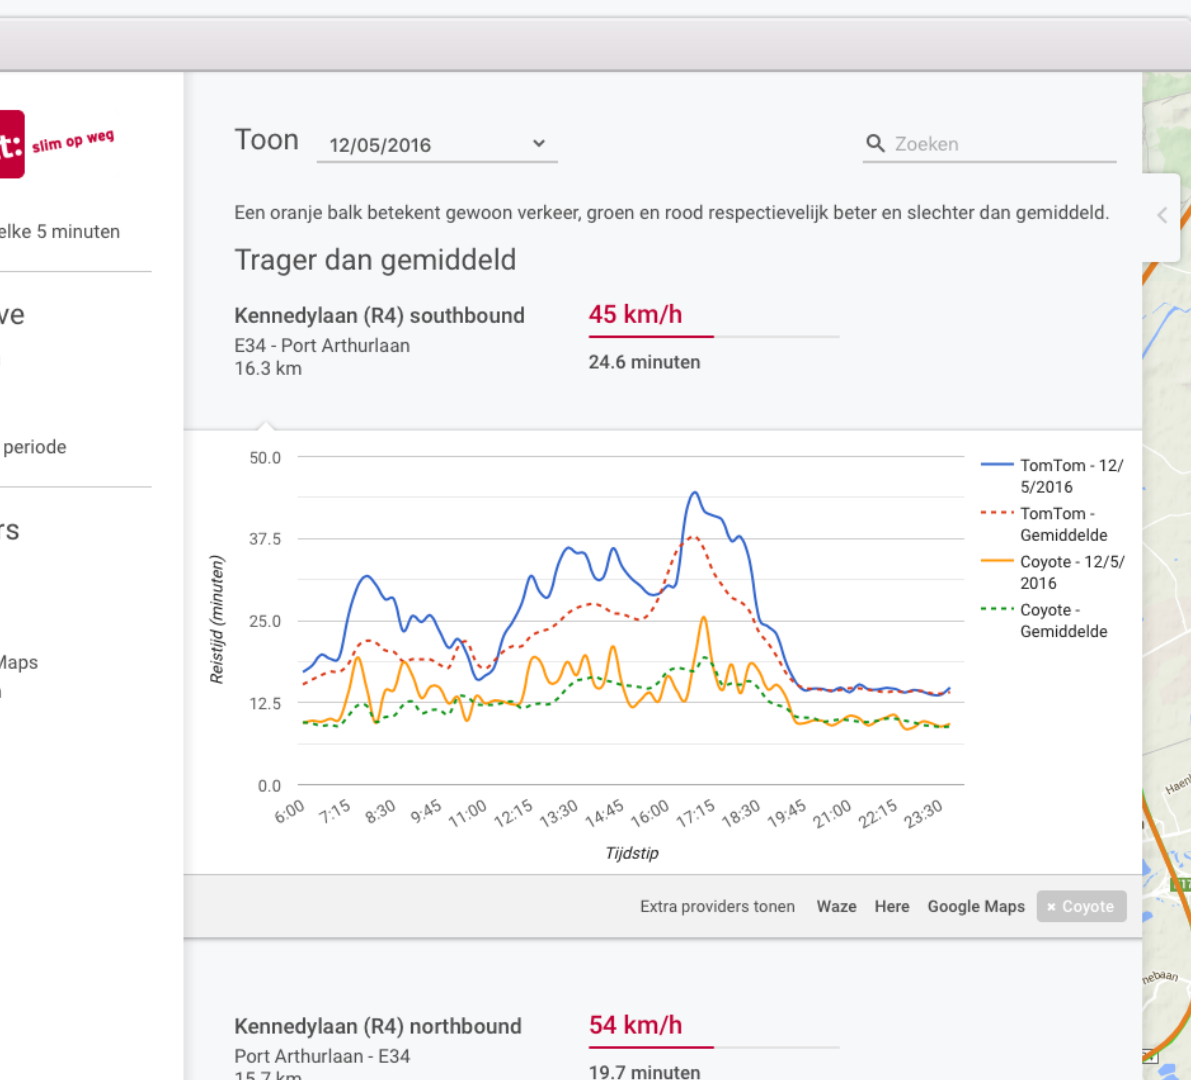 t: slim op weg
elke 5 minuten
ve
periode
rs
Maps
Toon 12/05/2016 Zoeken
Een oranje balk betekent gewoon verkeer, groen en rood respectievelijk beter en slechter dan gemiddeld.
Trager dan gemiddeld
Kennedylaan (R4) southbound 45 km/h
E34 - Port Arthurlaan
16.3 km
24.6 minuten
50.0
37.5
25.0
12.5
0.0
Reistijd (minuten)
6:00 7:15 8:30 9:45 11:00 12:15 13:30 14:45 16:00 17:15 18:30 19:45 21:00 22:15 23:30
Tijdstip
TomTom - 12/
5/2016
TomTom -
Gemiddelde
Coyote - 12/5/
2016
Coyote -
Gemiddelde
Extra providers tonen Waze Here Google Maps × Coyote
Kennedylaan (R4) northbound 54 km/h
Port Arthurlaan - E34
15.7 km
19.7 minuten
Haen
nebaan